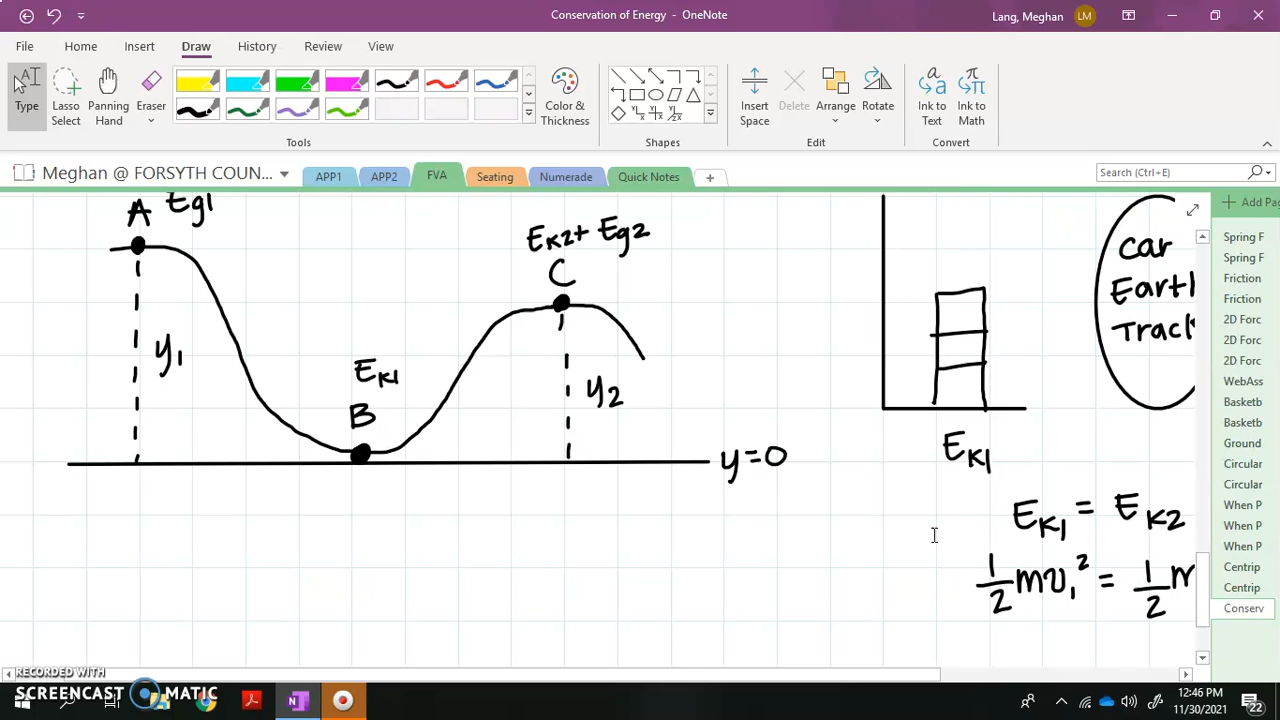 Conservation of Energy - OneNote
Lang, Meghan
LM
File Home Insert Draw History Review View
Type
Lasso Select
Panning Hand
Eraser
Color & Thickness
Insert Space
Delete
Arrange
Rotate
Ink to Text
Ink to Math
Tools
Shapes
Edit
Convert
Meghan @ FORSYTH COUN...
APP1 APP2 FVA Seating Numerade Quick Notes
Search (Ctrl+E)
Add Pag
Spring F
Spring F
Friction
Friction
2D Forc
2D Forc
2D Forc
WebAss
Basketb
Basketb
Ground
Circular
Circular
When P
When P
When P
Centrip
Centrip
Conserv
A Eg1
EK2 + Eg2
C
y1
EK1
B
y2
y=0
car
Earth
Track
EK1
EK1 = EK2
1/2 mv1² = 1/2 m
RECORDED WITH
SCREENCAST MATIC
12:46 PM
11/30/2021
22